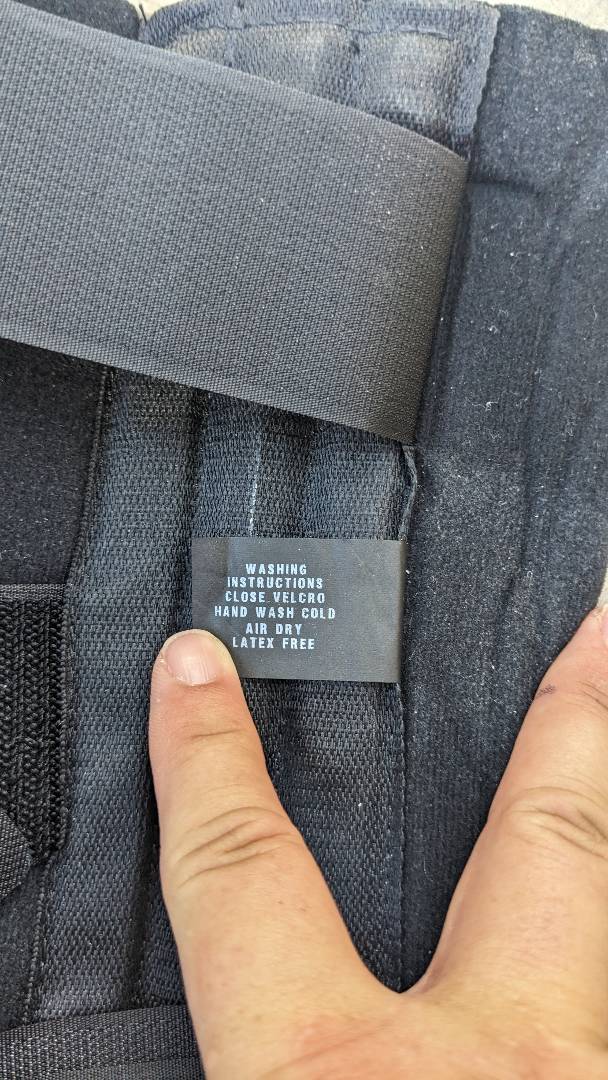 WASHING
INSTRUCTIONS
CLOSE VELCRO
HAND WASH COLD
AIR DRY
LATEX FREE